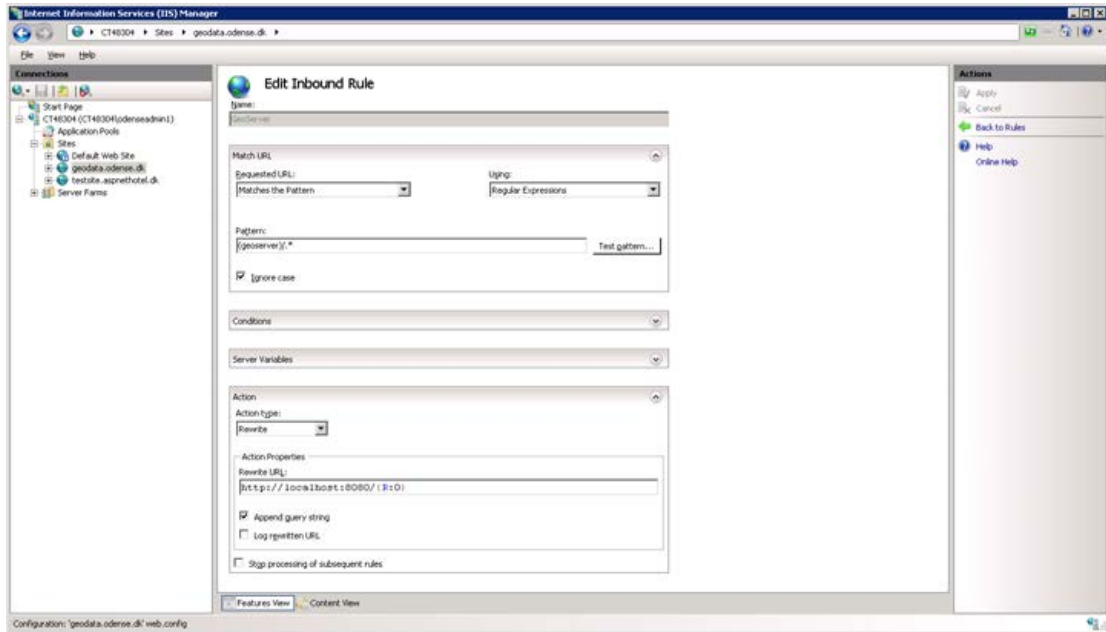 Internet Information Services (IIS) Manager
CT48304 Sites geodata.odense.dk
File View Help
Connections
Start Page
CT48304 (CT48304\odenseadmin1)
Application Pools
Sites
Default Web Site
geodata.odense.dk
testsite.aspnethotel.dk
Server Farms
Edit Inbound Rule
Name:
GeoServer
Match URL
Requested URL:
Using:
Matches the Pattern
Regular Expressions
Pattern:
(geoserver)/.*
Test pattern...
Ignore case
Conditions
Server Variables
Action
Action type:
Rewrite
Action Properties
Rewrite URL:
http://localhost:8080/{R:0}
Append query string
Log rewritten URL
Stop processing of subsequent rules
Features View
Content View
Actions
Apply
Cancel
Back to Rules
Help
Online Help
Configuration: 'geodata.odense.dk' web.config